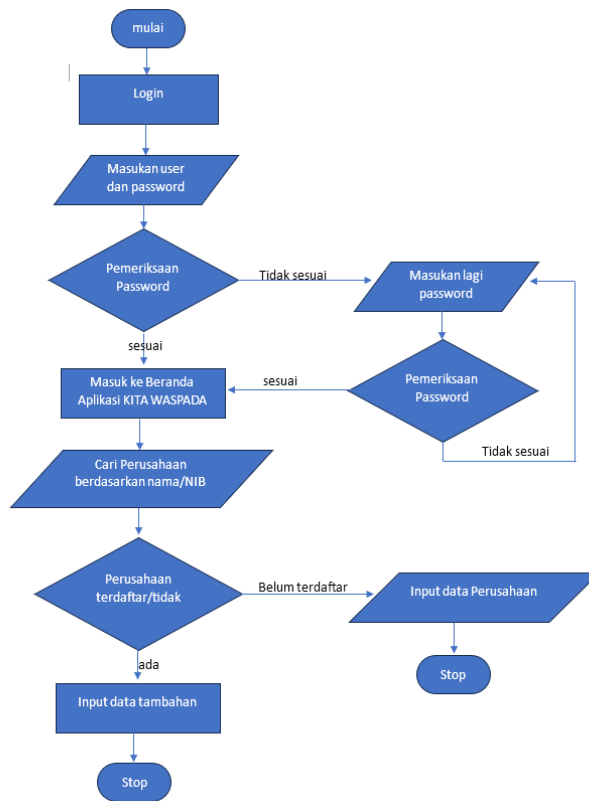 mulai
Login
Masukan user
dan password
Pemeriksaan
Password
Tidak sesuai
Masukan lagi
password
sesuai
Masuk ke Beranda
Aplikasi KITA WASPADA
sesuai
Pemeriksaan
Password
Tidak sesuai
Cari Perusahaan
berdasarkan nama/NIB
Perusahaan
terdaftar/tidak
Belum terdaftar
Input data Perusahaan
Stop
ada
Input data tambahan
Stop